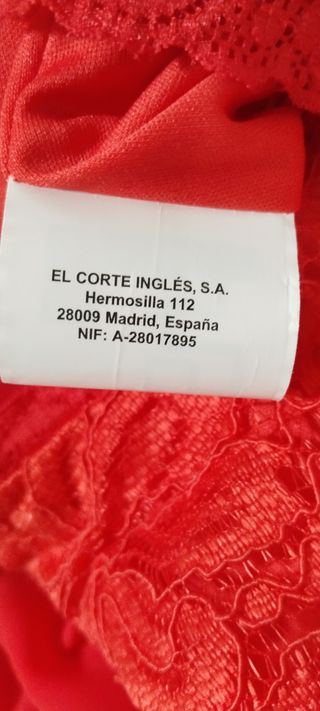 EL CORTE INGLÉS, S.A.
Hermosilla 112
28009 Madrid, España
NIF: A-28017895